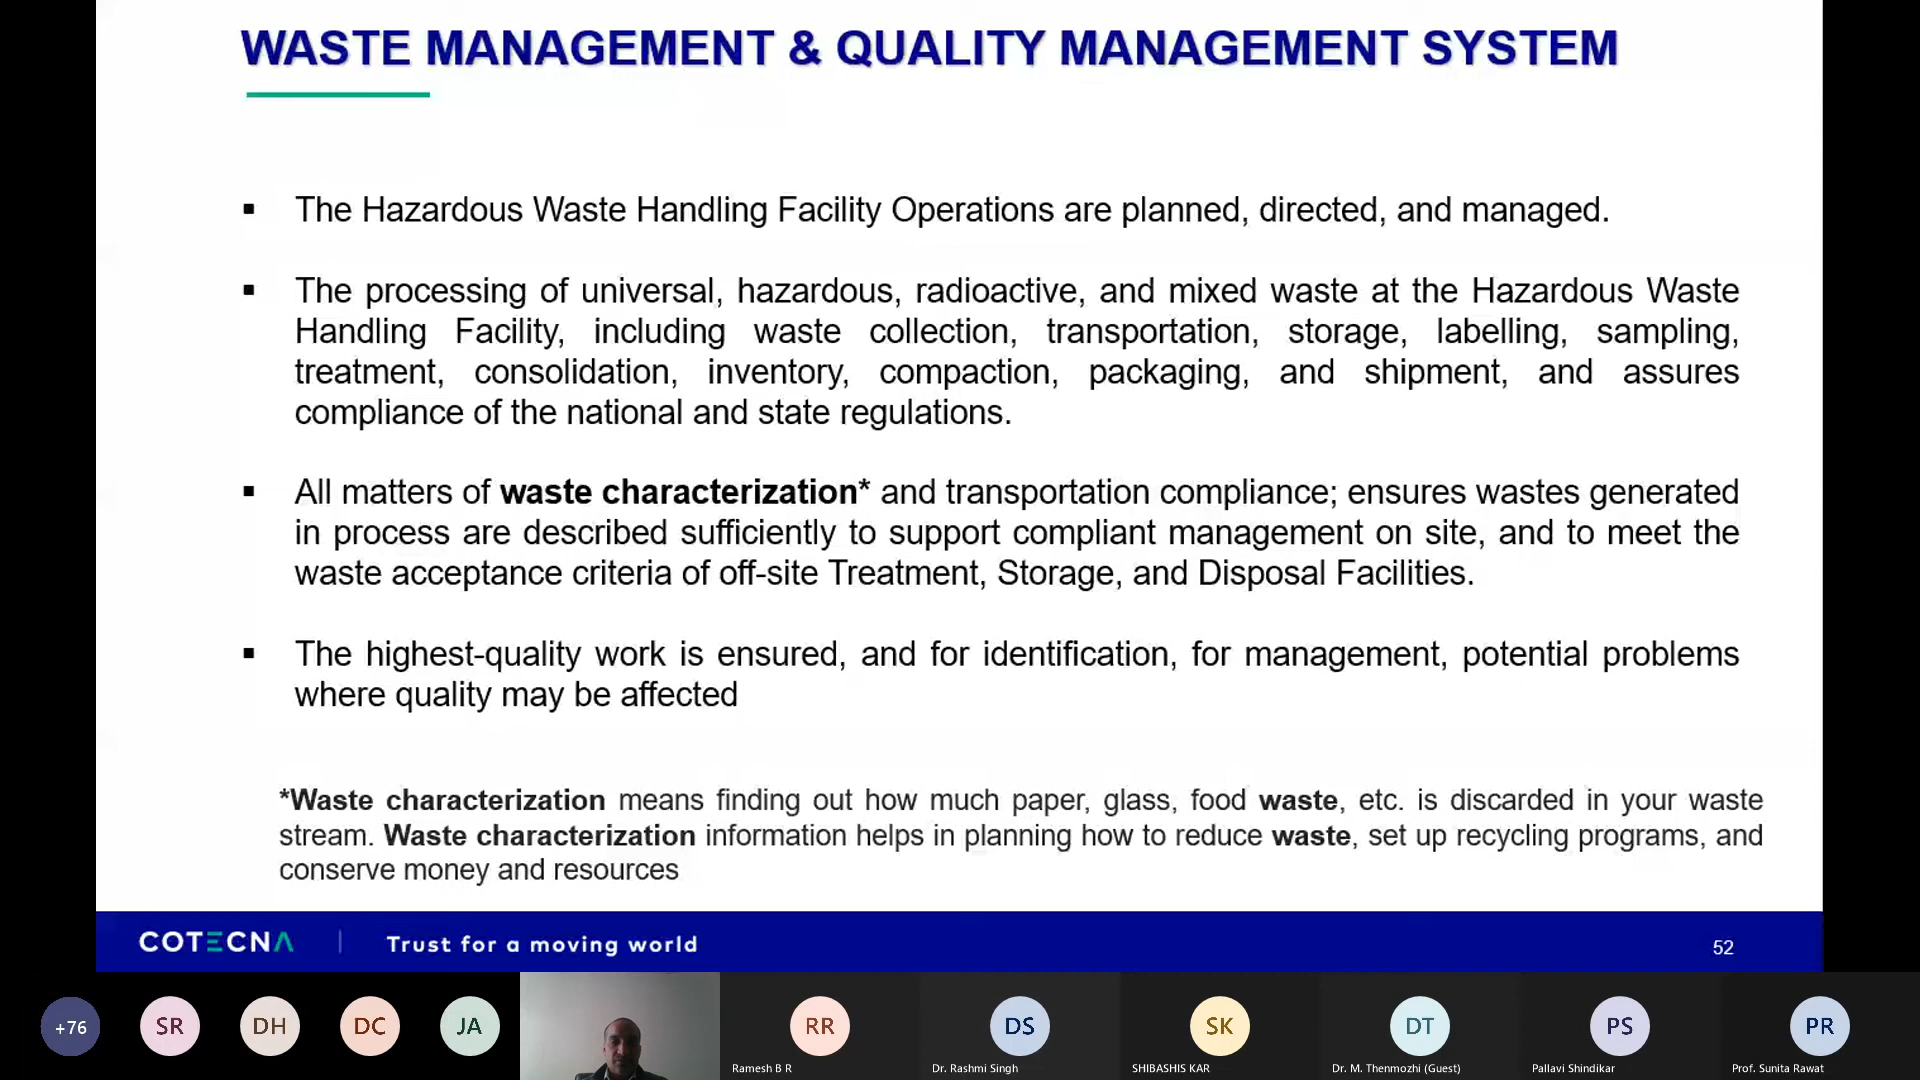 WASTE MANAGEMENT & QUALITY MANAGEMENT SYSTEM
▪ The Hazardous Waste Handling Facility Operations are planned, directed, and managed.
▪ The processing of universal, hazardous, radioactive, and mixed waste at the Hazardous Waste
Handling Facility, including waste collection, transportation, storage, labelling, sampling,
treatment, consolidation, inventory, compaction, packaging, and shipment, and assures
compliance of the national and state regulations.
▪ All matters of waste characterization* and transportation compliance; ensures wastes generated
in process are described sufficiently to support compliant management on site, and to meet the
waste acceptance criteria of off-site Treatment, Storage, and Disposal Facilities.
▪ The highest-quality work is ensured, and for identification, for management, potential problems
where quality may be affected
*Waste characterization means finding out how much paper, glass, food waste, etc. is discarded in your waste
stream. Waste characterization information helps in planning how to reduce waste, set up recycling programs, and
conserve money and resources
COTECNA | Trust for a moving world 52
+76 SR DH DC JA RR DS SK DT PS PR
Ramesh B R Dr. Rashmi Singh SHIBASHIS KAR Dr. M. Thenmozhi (Guest) Pallavi Shindikar Prof. Sunita Rawat